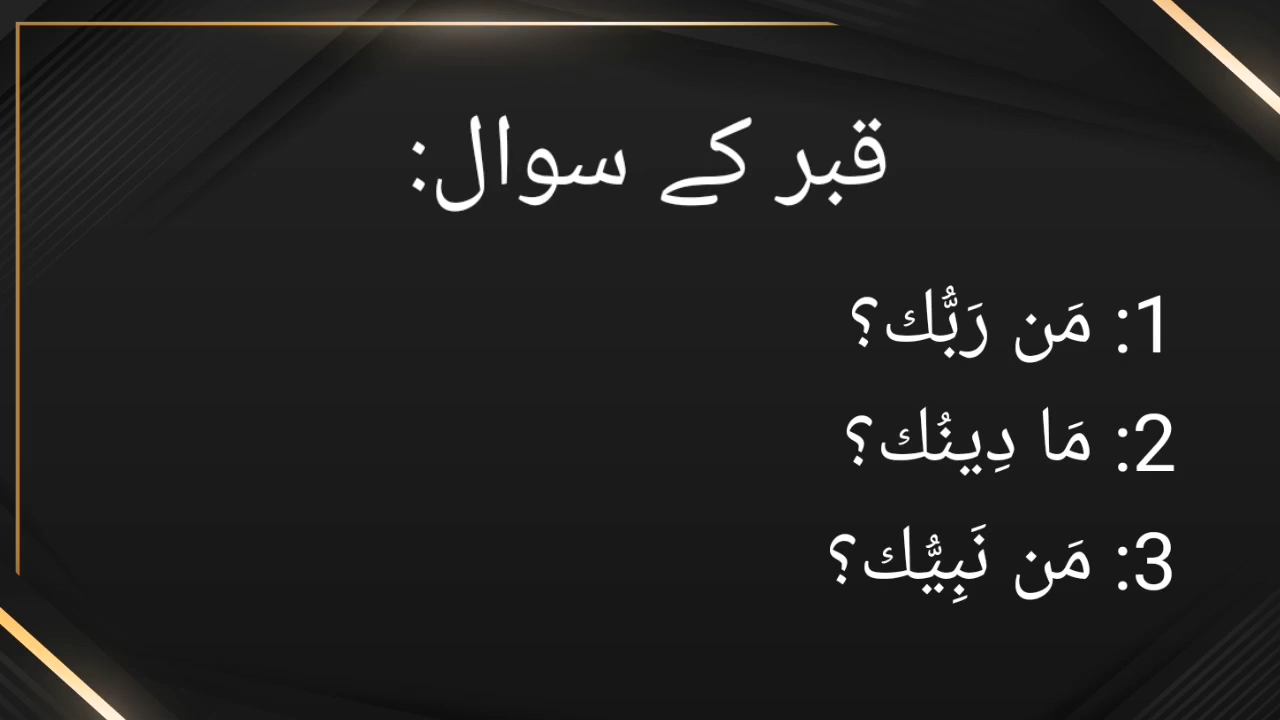 قبر کے سوال:
1: مَن رَبُّك؟
2: مَا دِينُك؟
3: مَن نَبِيُّك؟